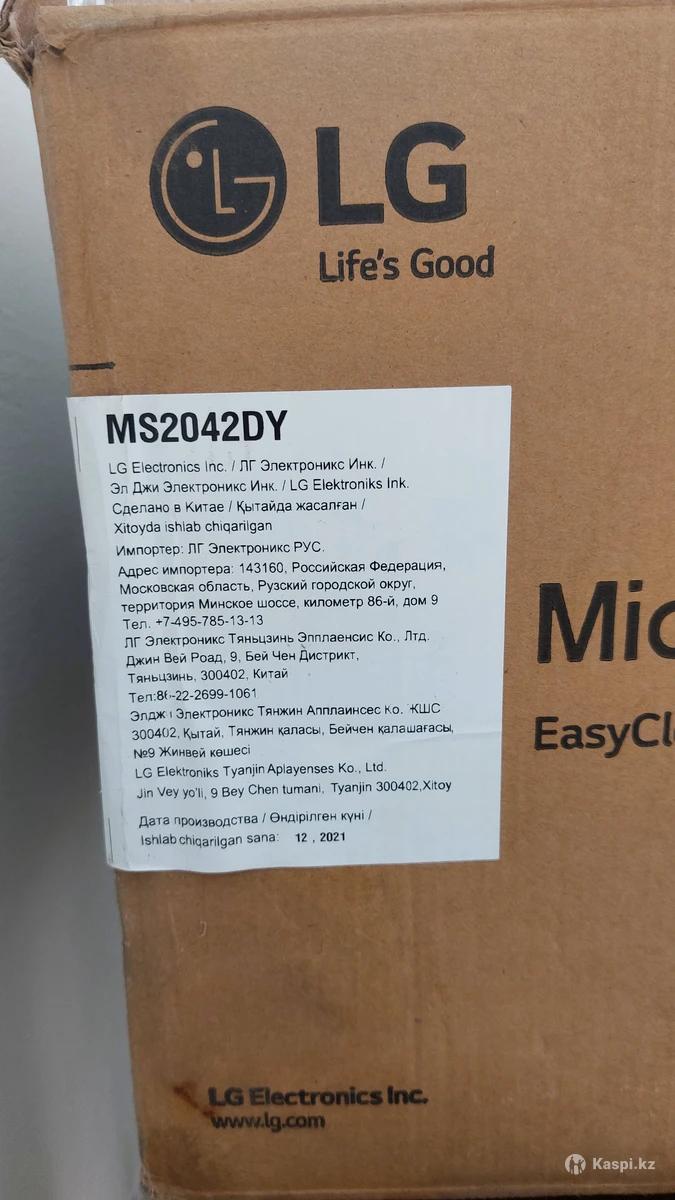 LG
Life's Good
MS2042DY
LG Electronics Inc. / ЛГ Электроникс Инк. /
Эл Джи Электроникс Инк. / LG Elektroniks Ink.
Сделано в Китае / Қытайда жасалған /
Xitoyda ishlab chiqarilgan
Импортер: ЛГ Электроникс РУС.
Адрес импортера: 143160, Российская Федерация,
Московская область, Рузский городской округ,
территория Минское шоссе, километр 86-й, дом 9
Тел. +7-495-785-13-13
ЛГ Электроникс Тяньцзинь Эпплаенсис Ко., Лтд.
Джин Вей Роад, 9, Бей Чен Дистрикт,
Тяньцзинь, 300402, Китай
Тел:86-22-2699-1061
Элджи Электроникс Тянжин Апплаинсес Ко. ЖШС
300402, Қытай, Тянжин қаласы, Бейчен қалашағасы,
№9 Жинвей көшесі
LG Elektroniks Tyanjin Aplayenses Ko., Ltd.
Jin Vey yo'li, 9 Bey Chen tumani, Tyanjin 300402,Xitoy
Дата производства / Өндірілген күні /
Ishlab chiqarilgan sana: 12 , 2021
Mic
EasyCl
LG Electronics Inc.
www.lg.com
Kaspi.kz